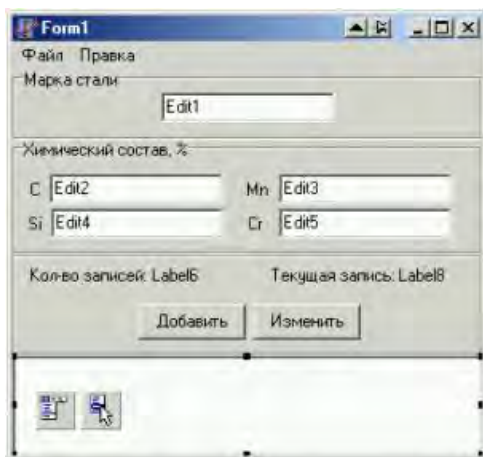 Form1
Файл Правка
Марка стали
Edit1
Химический состав, %
C Edit2 Mn Edit3
Si Edit4 Cr Edit5
Кол-во записей: Label6 Текущая запись: Label8
Добавить Изменить